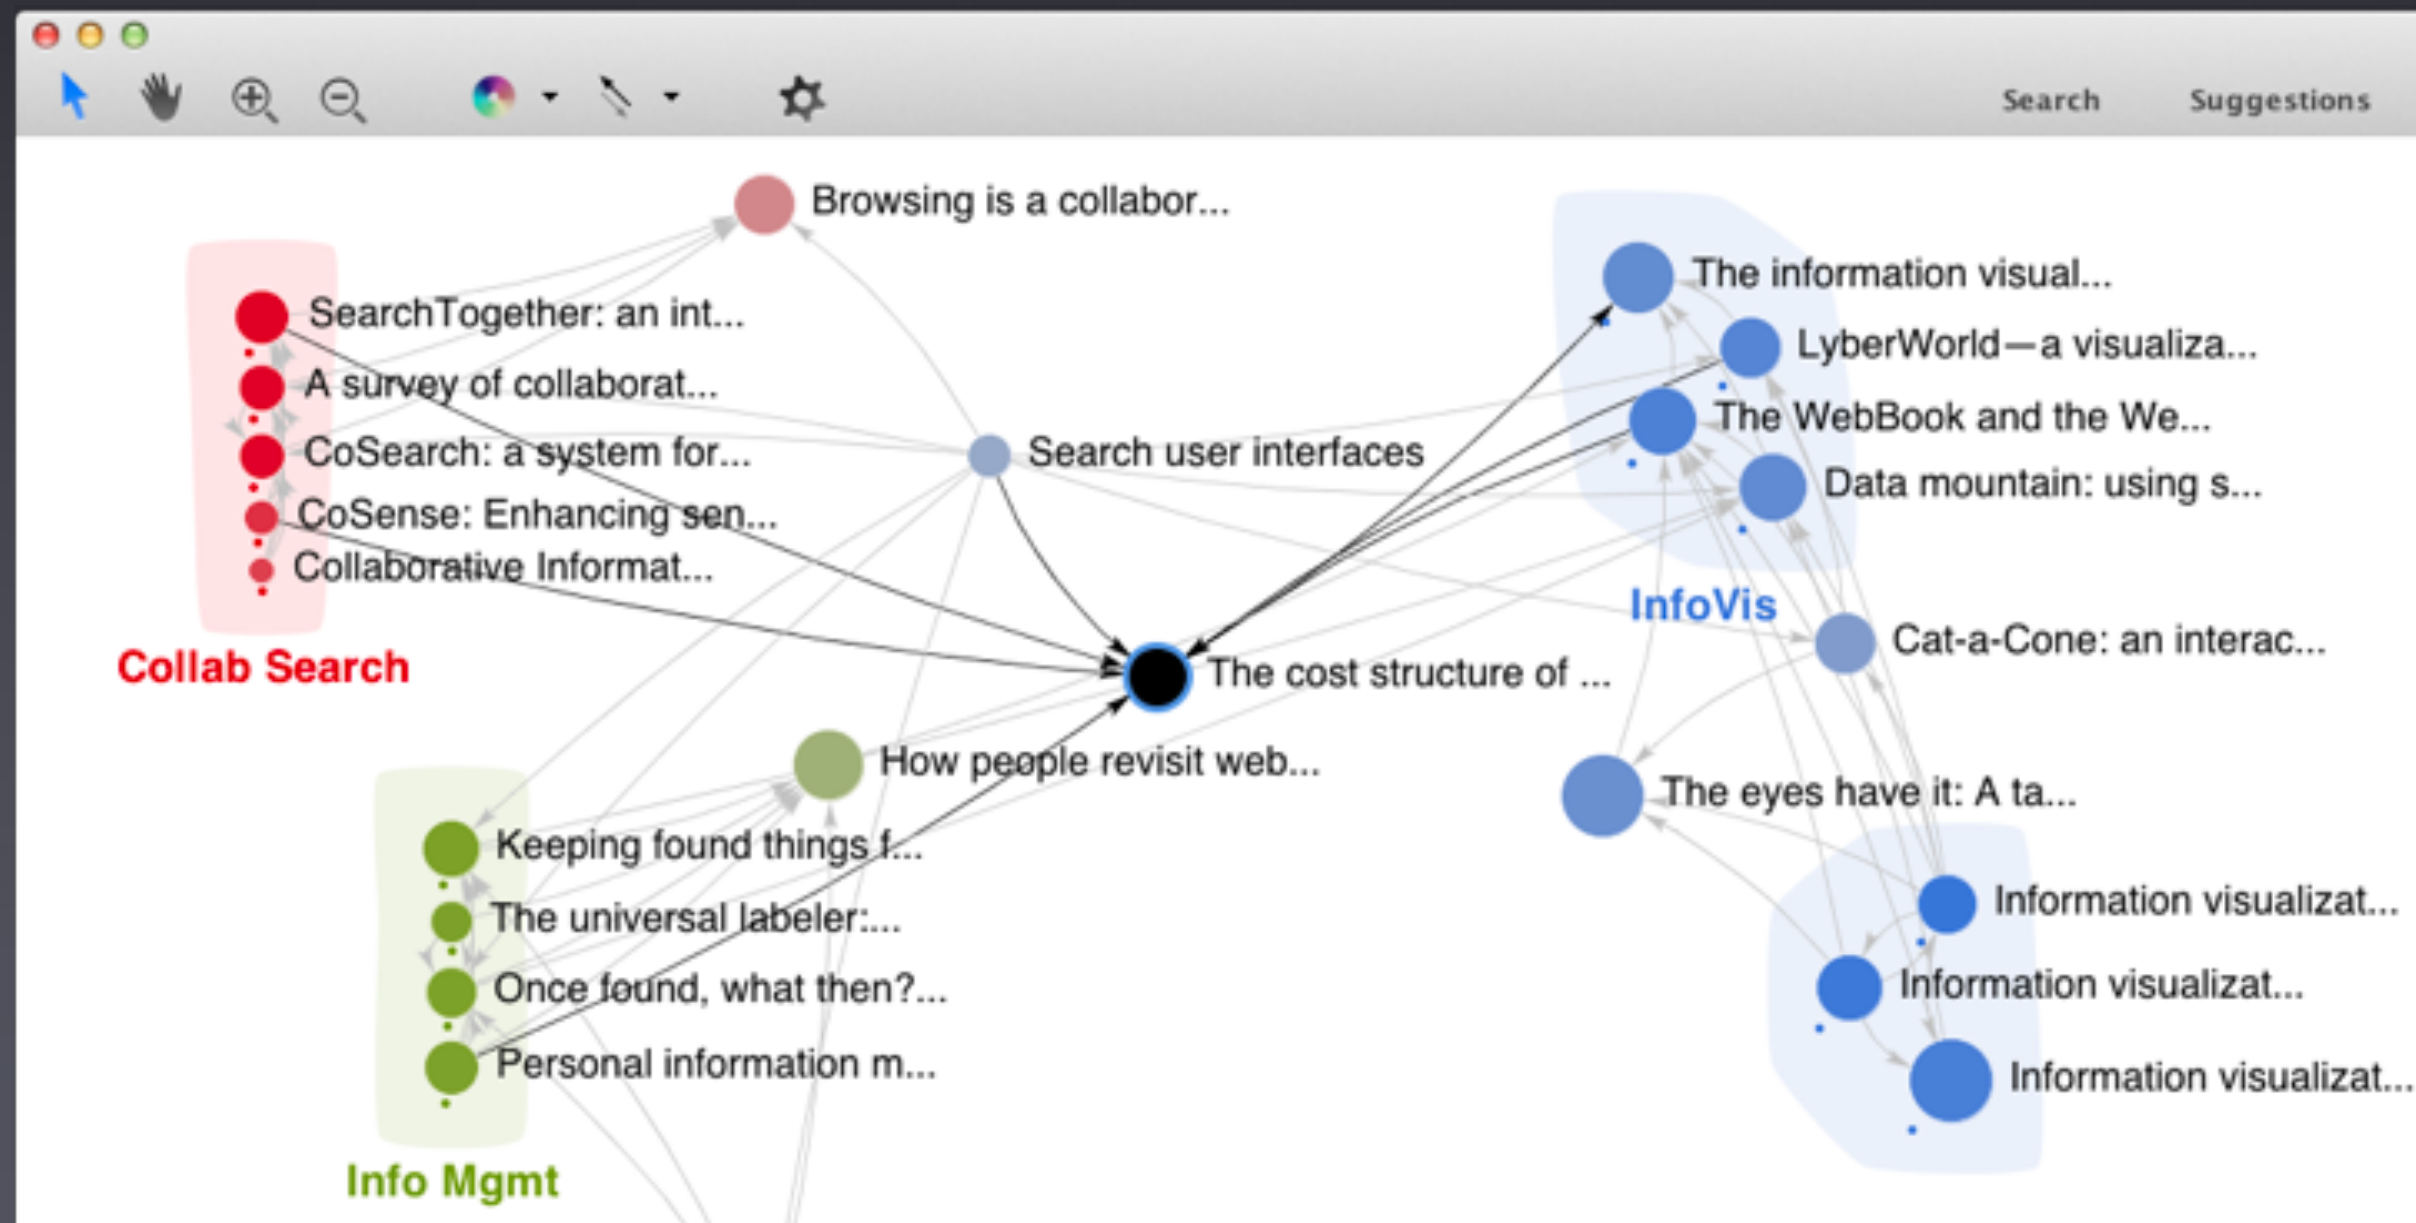 Search
Suggestions
Browsing is a collabor...
SearchTogether: an int...
A survey of collaborat...
CoSearch: a system for...
CoSense: Enhancing sen...
Collaborative Informat...
Collab Search
Search user interfaces
The information visual...
LyberWorld—a visualiza...
The WebBook and the We...
Data mountain: using s...
InfoVis
Cat-a-Cone: an interac...
The cost structure of ...
How people revisit web...
The eyes have it: A ta...
Keeping found things f...
The universal labeler:...
Once found, what then?...
Personal information m...
Info Mgmt
Information visualizat...
Information visualizat...
Information visualizat...